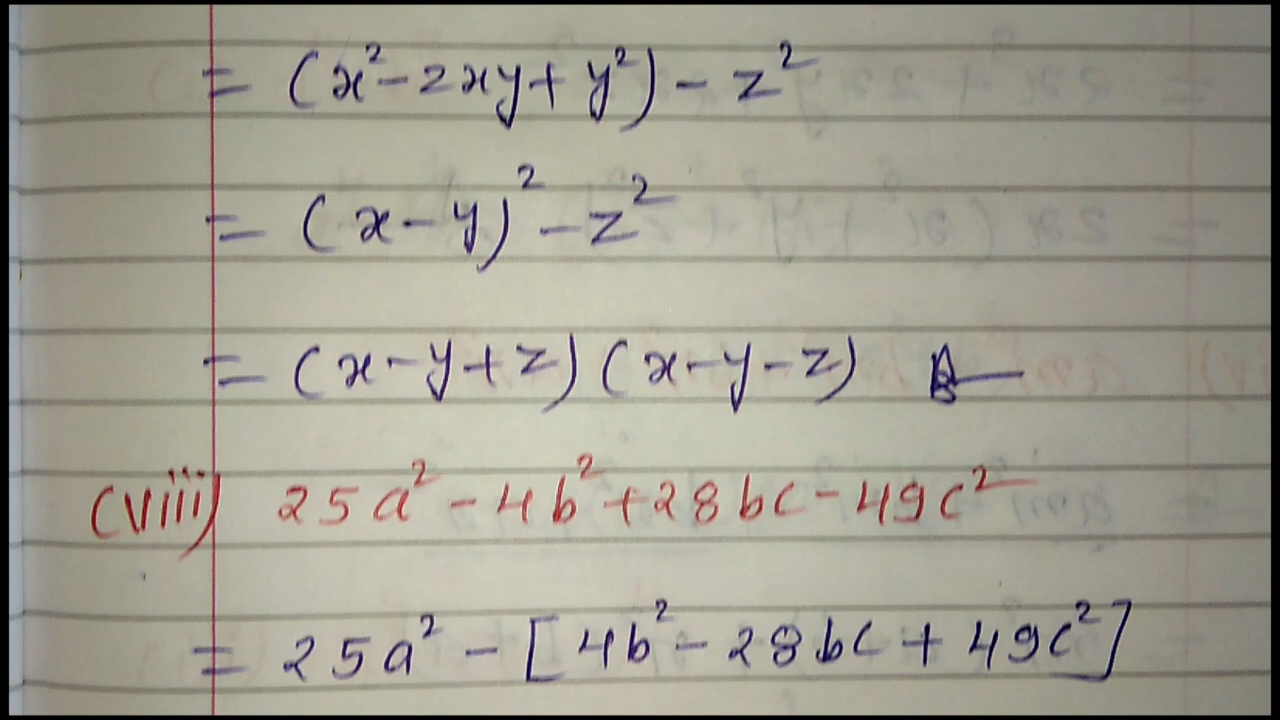 = (x² - 2xy + y²) - z²
= (x - y)² - z²
= (x - y + z) (x - y - z)
(viii) 25a² - 4b² + 28bc - 49c²
= 25a² - [4b² - 28bc + 49c²]